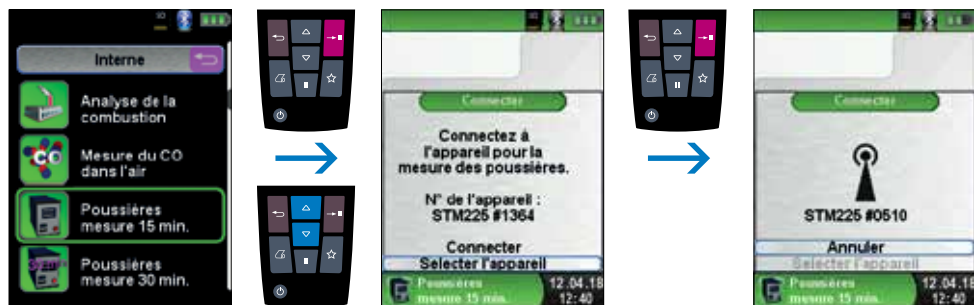 Interne
Analyse de la
combustion
Mesure du CO
dans l'air
Poussières
mesure 15 min.
Poussières
mesure 30 min.
Connecter
Connectez à
l'appareil pour la
mesure des poussières.
N° de l'appareil :
STM225 #1364
Connecter
Selecter l'appareil
Poussières
mesure 15 min.
12.04.18
12:40
Connecter
STM225 #0510
Annuler
Selecter l'appareil
Poussières
mesure 15 min.
12.04.18
12:40